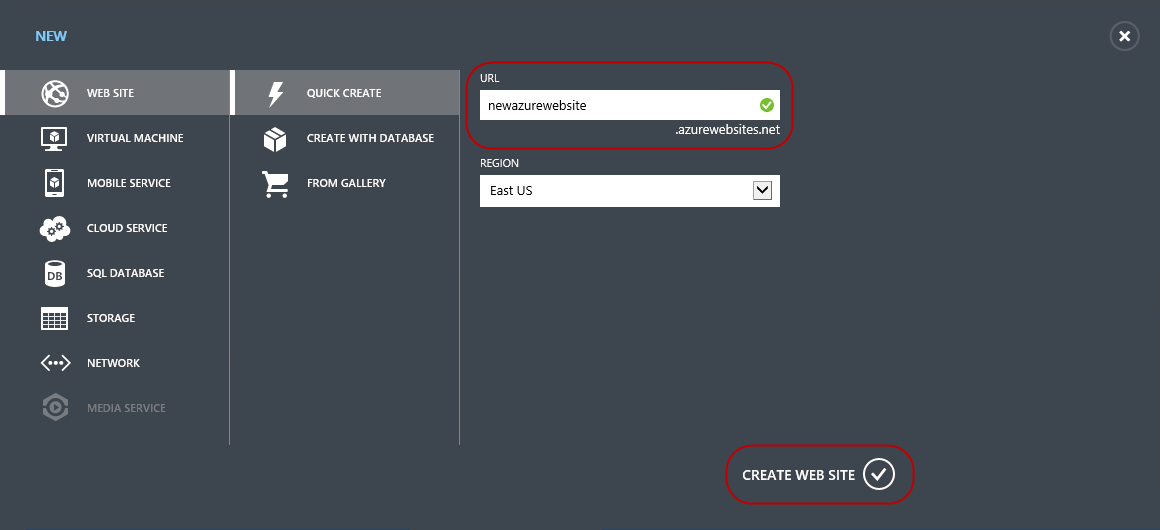 NEW
WEB SITE
VIRTUAL MACHINE
MOBILE SERVICE
CLOUD SERVICE
DB
SQL DATABASE
STORAGE
NETWORK
MEDIA SERVICE
QUICK CREATE
CREATE WITH DATABASE
FROM GALLERY
URL
newazurewebsite
.azurewebsites.net
REGION
East US
CREATE WEB SITE